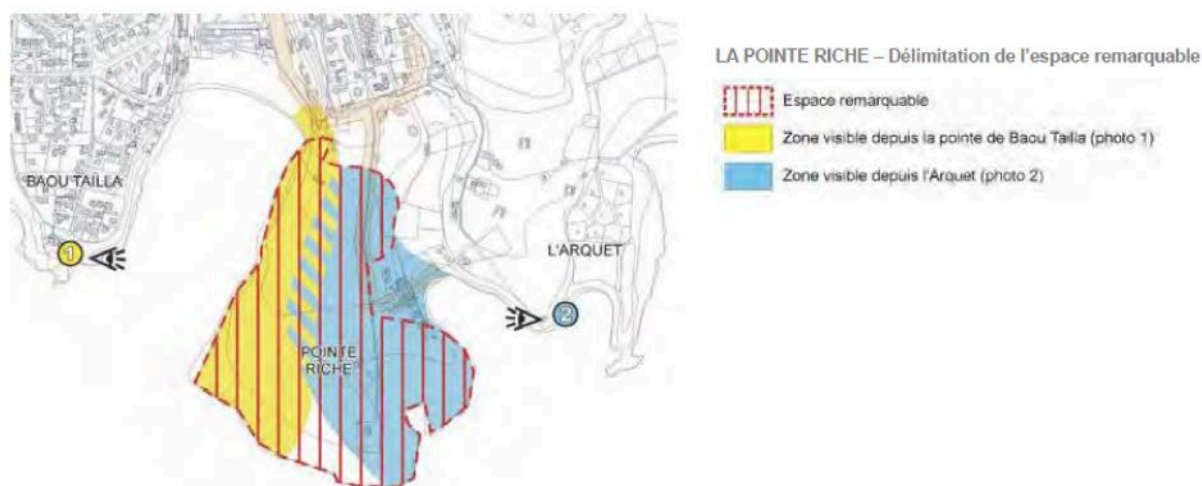 LA POINTE RICHE – Délimitation de l'espace remarquable
Espace remarquable
Zone visible depuis la pointe de Baou Tailla (photo 1)
Zone visible depuis l'Arquet (photo 2)
BAOU TAILLA
1
L'ARQUET
2
POINTE
RICHE